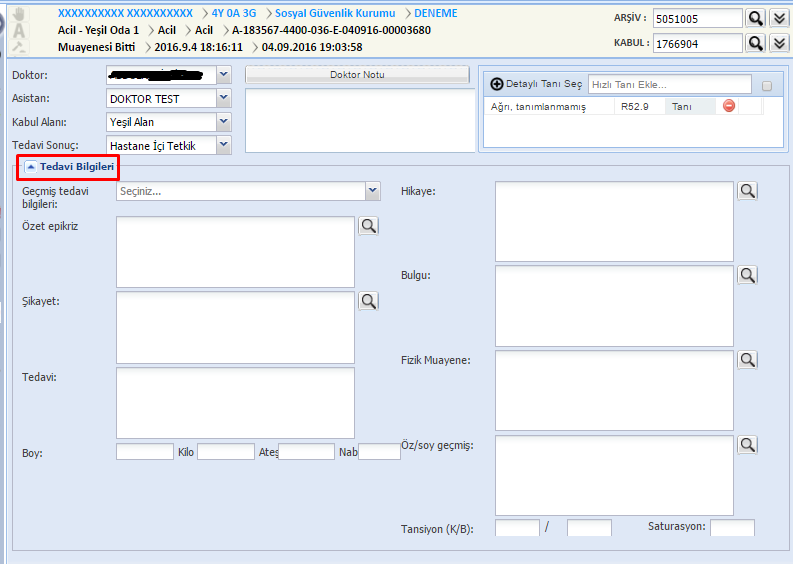 XXXXXXXXXX XXXXXXXXXX > 4Y 0A 3G > Sosyal Güvenlik Kurumu > DENEME
Acil - Yeşil Oda 1 > Acil > Acil > A-183567-4400-036-E-040916-00003680
Muayenesi Bitti > 2016.9.4 18:16:11 > 04.09.2016 19:03:58
ARŞİV : 5051005
KABUL : 1766904
Doktor:
Asistan: DOKTOR TEST
Kabul Alanı: Yeşil Alan
Tedavi Sonuç: Hastane İçi Tetkik
Doktor Notu
Detaylı Tanı Seç Hızlı Tanı Ekle...
Ağrı, tanımlanmamış R52.9 Tanı
Tedavi Bilgileri
Geçmiş tedavi bilgileri: Seçiniz...
Özet epikriz
Şikayet:
Tedavi:
Boy: Kilo Ateş Nab
Hikaye:
Bulgu:
Fizik Muayene:
Öz/soy geçmiş:
Tansiyon (K/B): / Saturasyon: